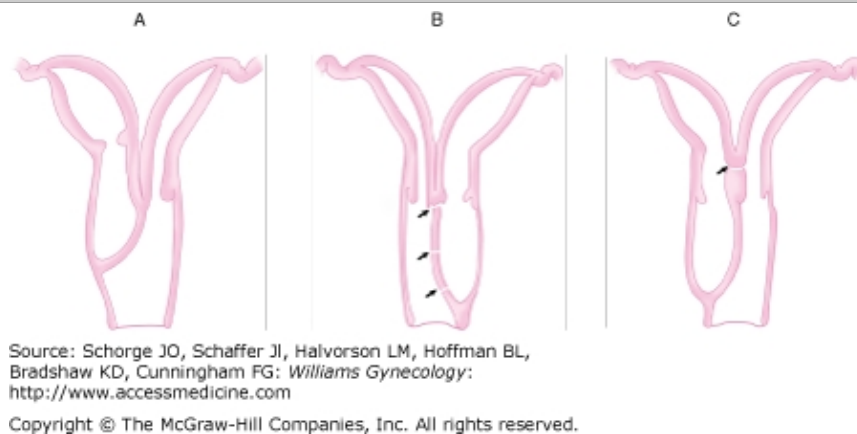 A B C
Source: Schorge JO, Schaffer JI, Halvorson LM, Hoffman BL,
Bradshaw KD, Cunningham FG: Williams Gynecology:
http://www.accessmedicine.com
Copyright © The McGraw-Hill Companies, Inc. All rights reserved.